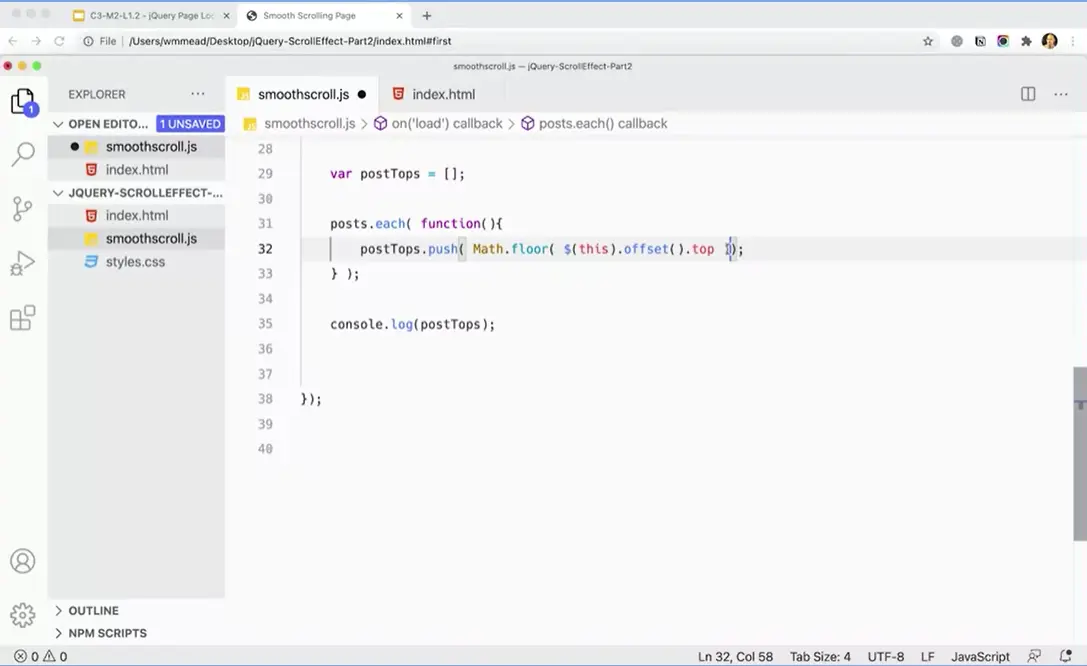 C3-M2-L1.2 - jQuery Page Lo
Smooth Scrolling Page
File
/Users/wmmead/Desktop/jQuery-ScrollEffect-Part2/index.html#first
smoothscroll.js — jQuery-ScrollEffect-Part2
1
EXPLORER
OPEN EDITO... 1 UNSAVED
smoothscroll.js
index.html
JQUERY-SCROLLEFFECT-...
index.html
smoothscroll.js
styles.css
OUTLINE
NPM SCRIPTS
smoothscroll.js
index.html
smoothscroll.js > on('load') callback > posts.each() callback
28
29 var postTops = [];
30
31 posts.each( function(){
32 postTops.push( Math.floor( $(this).offset().top ));
33 } );
34
35 console.log(postTops);
36
37
38 });
39
40
0 0
Ln 32, Col 58
Tab Size: 4
UTF-8
LF
JavaScript